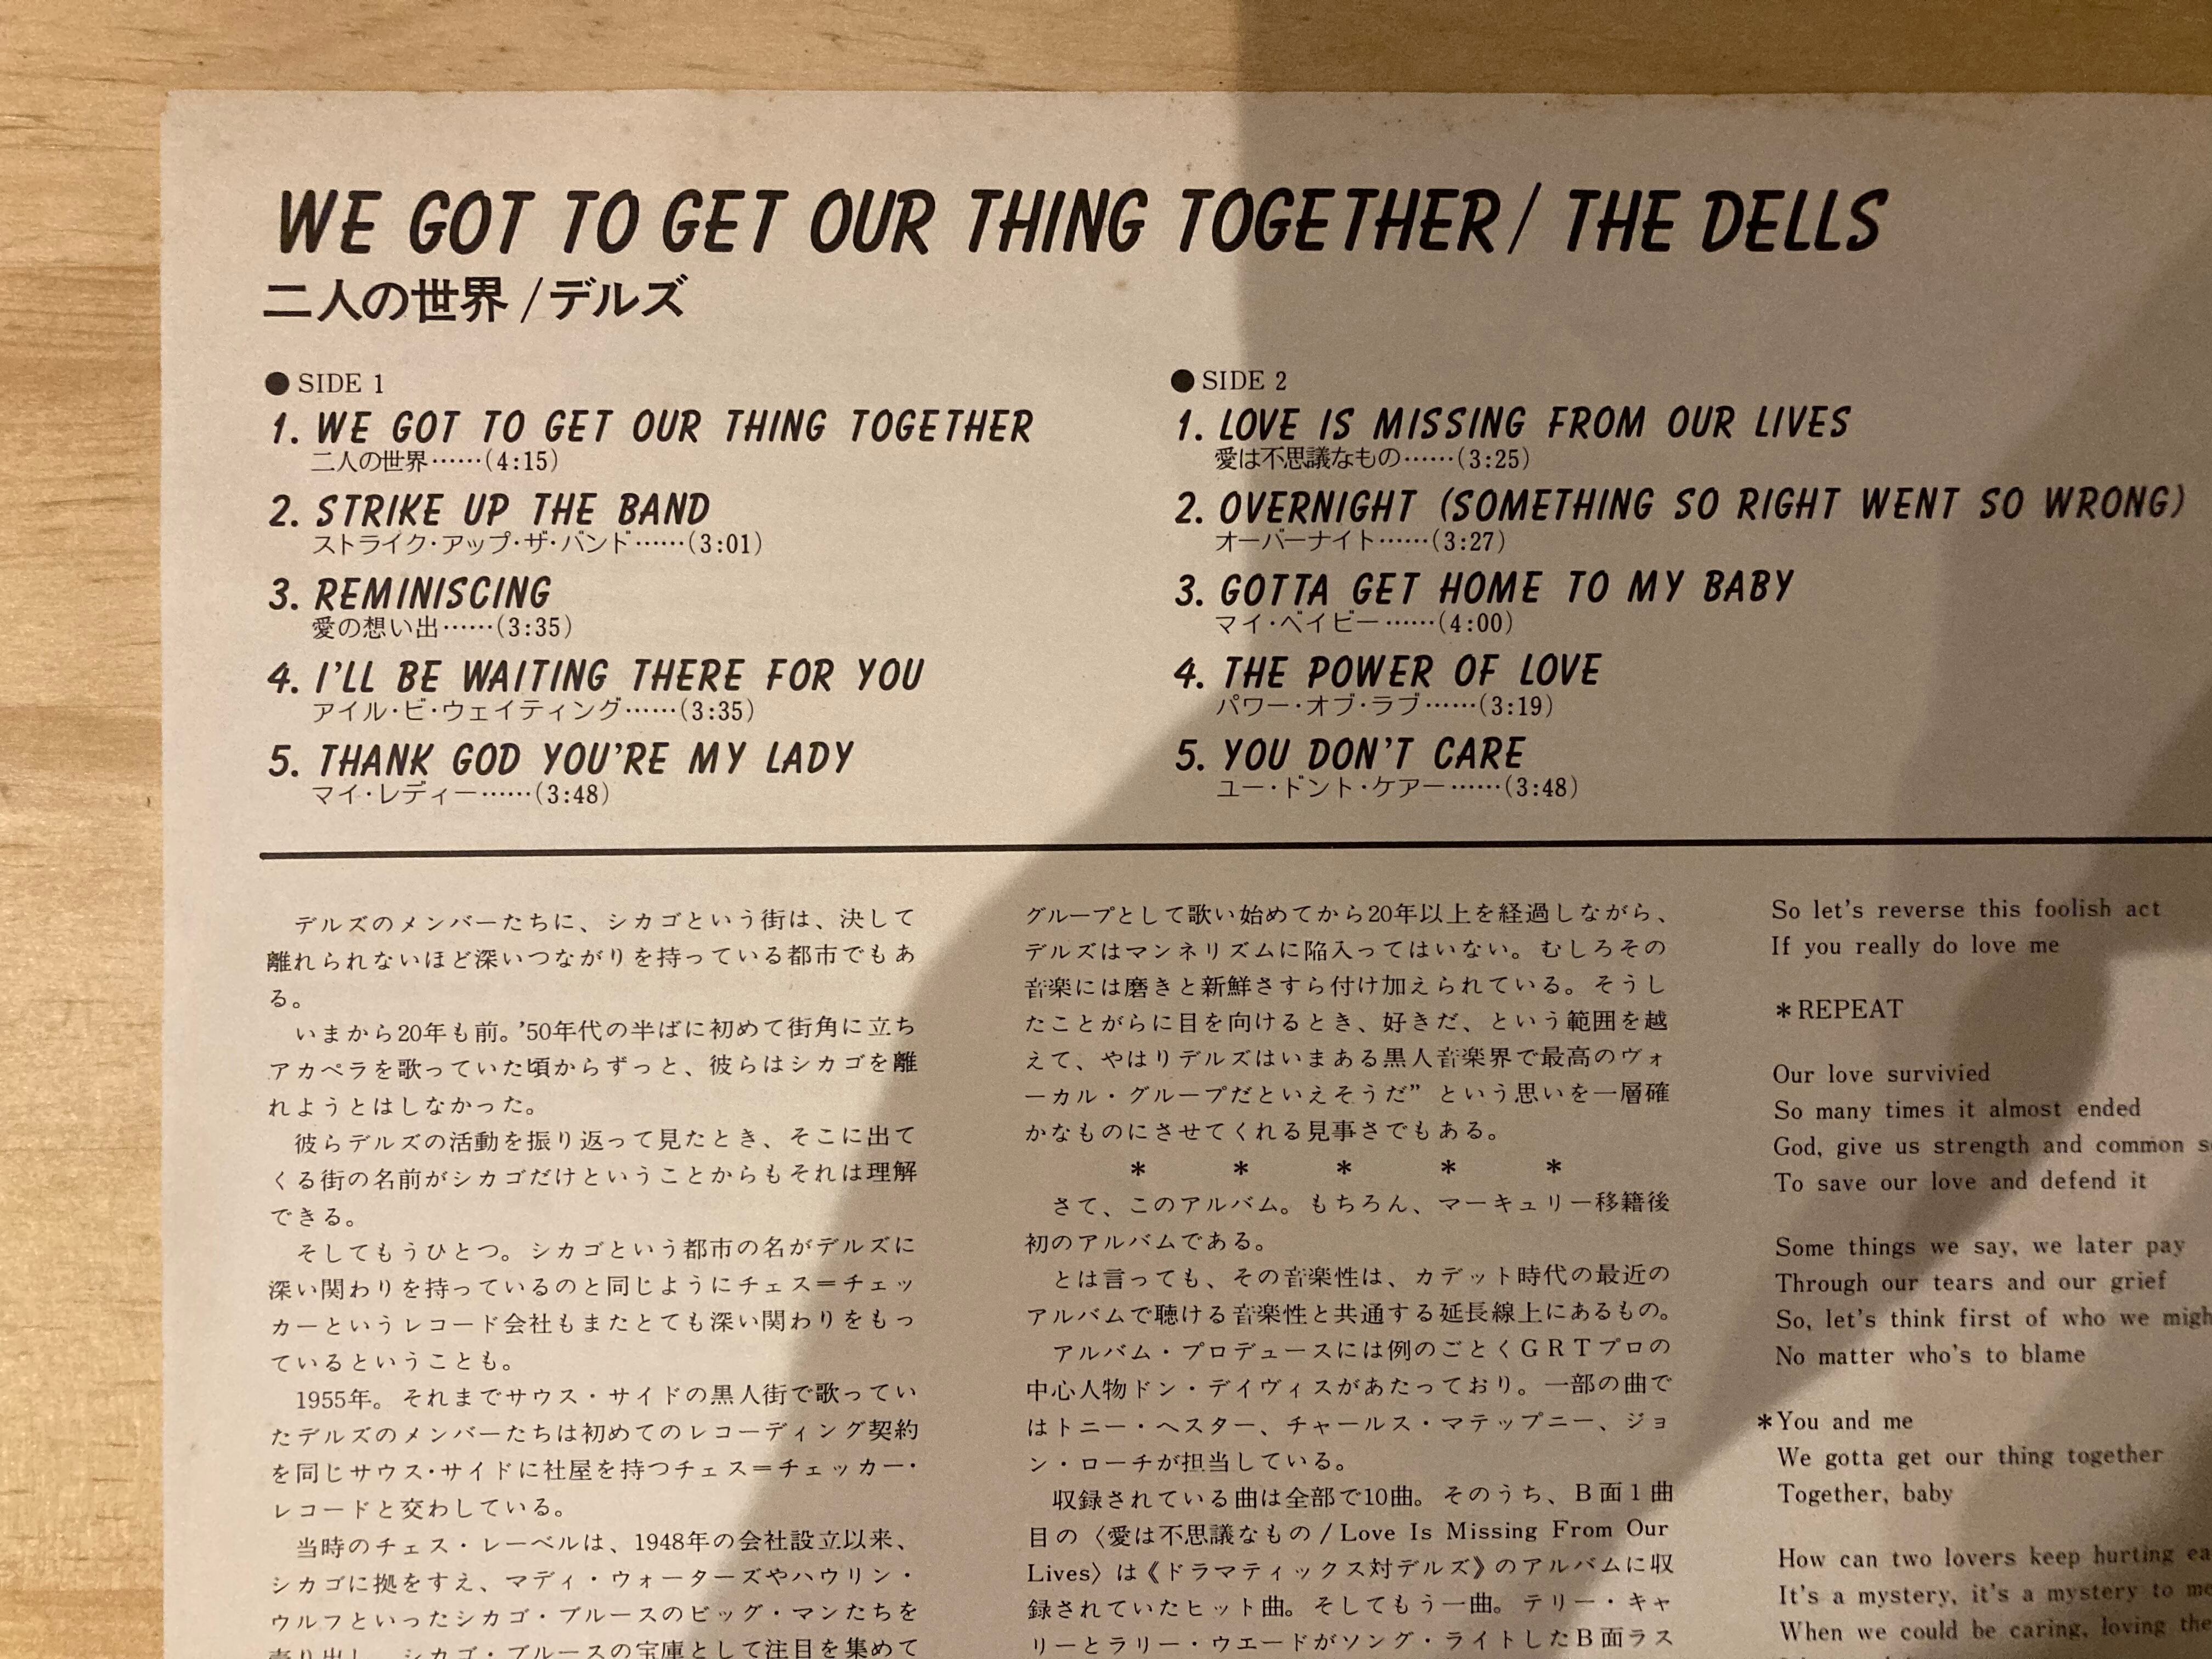 WE GOT TO GET OUR THING TOGETHER / THE DELLS
二人の世界 /デルズ
● SIDE 1
1. WE GOT TO GET OUR THING TOGETHER
二人の世界……(4:15)
2. STRIKE UP THE BAND
ストライク・アップ・ザ・バンド……(3:01)
3. REMINISCING
愛の想い出……(3:35)
4. I'LL BE WAITING THERE FOR YOU
アイル・ビ・ウェイティング……(3:35)
5. THANK GOD YOU'RE MY LADY
マイ・レディー……(3:48)
● SIDE 2
1. LOVE IS MISSING FROM OUR LIVES
愛は不思議なもの……(3:25)
2. OVERNIGHT (SOMETHING SO RIGHT WENT SO WRONG)
オーバーナイト……(3:27)
3. GOTTA GET HOME TO MY BABY
マイ・ベイビー……(4:00)
4. THE POWER OF LOVE
パワー・オブ・ラブ……(3:19)
5. YOU DON'T CARE
ユー・ドント・ケアー……(3:48)
デルズのメンバーたちに、シカゴという街は、決して
離れられないほど深いつながりを持っている都市でもあ
る。
いまから20年も前。'50年代の半ばに初めて街角に立ち
アカペラを歌っていた頃からずっと、彼らはシカゴを離
れようとはしなかった。
彼らデルズの活動を振り返って見たとき、そこに出て
くる街の名前がシカゴだけということからもそれは理解
できる。
そしてもうひとつ。シカゴという都市の名がデルズに
深い関わりを持っているのと同じようにチェス=チェッ
カーというレコード会社もまたとても深い関わりをもっ
ているということも。
1955年。それまでサウス・サイドの黒人街で歌ってい
たデルズのメンバーたちは初めてのレコーディング契約
を同じサウス・サイドに社屋を持つチェス=チェッカー・
レコードと交わしている。
当時のチェス・レーベルは、1948年の会社設立以来、
シカゴに拠をすえ、マディ・ウォーターズやハウリン・
ウルフといったシカゴ・ブルースのビッグ・マンたちを
売り出し、シカゴ・ブルースの宝庫として注目を集めて
グループとして歌い始めてから20年以上を経過しながら、
デルズはマンネリズムに陥入ってはいない。むしろその
音楽には磨きと新鮮さすら付け加えられている。そうし
たことがらに目を向けるとき、好きだ、という範囲を越
えて、やはりデルズはいまある黒人音楽界で最高のヴォ
ーカル・グループだといえそうだ” という思いを一層確
かなものにさせてくれる見事さでもある。
* * * * *
さて、このアルバム。もちろん、マーキュリー移籍後
初のアルバムである。
とは言っても、その音楽性は、カデット時代の最近の
アルバムで聴ける音楽性と共通する延長線上にあるもの。
アルバム・プロデュースには例のごとくＧＲＴプロの
中心人物ドン・デイヴィスがあたっており。一部の曲で
はトニー・ヘスター、チャールス・マテップニー、ジョ
ン・ローチが担当している。
収録されている曲は全部で10曲。そのうち、Ｂ面１曲
目の〈愛は不思議なもの / Love Is Missing From Our
Lives〉は《ドラマティックス対デルズ》のアルバムに収
録されていたヒット曲。そしてもう一曲。テリー・キャ
リーとラリー・ウエードがソング・ライトしたＢ面ラス
So let's reverse this foolish act
If you really do love me
*REPEAT
Our love survivied
So many times it almost ended
God, give us strength and common
To save our love and defend it
Some things we say, we later pay
Through our tears and our grief
So, let's think first of who we
No matter who's to blame
*You and me
We gotta get our thing together
Together, baby
How can two lovers keep hurting
It's a mystery, it's a mystery to me
When we could be caring, loving